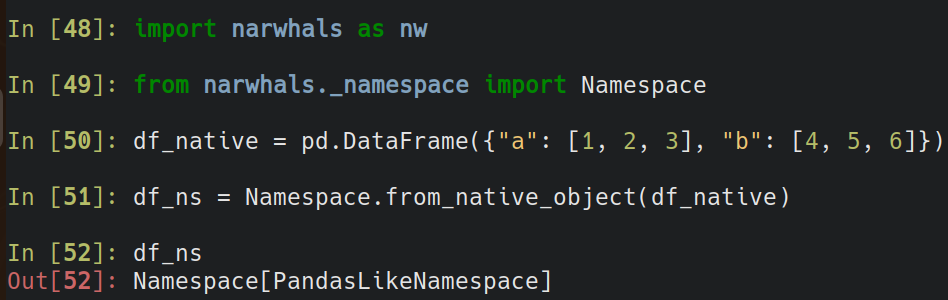 In [48]: import narwhals as nw
In [49]: from narwhals._namespace import Namespace
In [50]: df_native = pd.DataFrame({"a": [1, 2, 3], "b": [4, 5, 6]})
In [51]: df_ns = Namespace.from_native_object(df_native)
In [52]: df_ns
Out[52]: Namespace[PandasLikeNamespace]